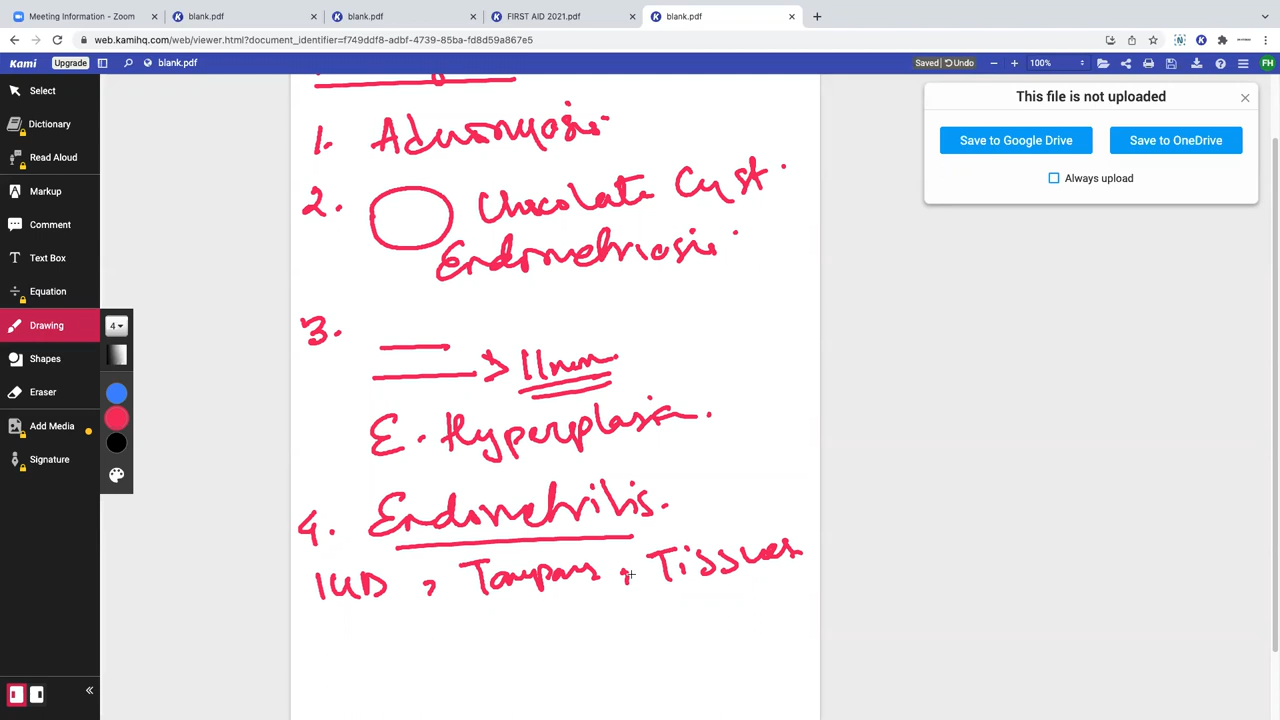 Meeting Information - Zoom
blank.pdf
blank.pdf
FIRST AID 2021.pdf
blank.pdf
web.kamihq.com/web/viewer.html?document_identifier=f749ddf8-adbf-4739-85ba-fd8d59a867e5
Kami
Upgrade
blank.pdf
Saved
Undo
100%
FH
Select
Dictionary
Read Aloud
Markup
Comment
Text Box
Equation
Drawing
4
Shapes
Eraser
Add Media
Signature
This file is not uploaded
Save to Google Drive
Save to OneDrive
Always upload
1. Adenomyosis.
2. Chocolate Cyst.
Endometriosis.
3.
> 11mm.
E. Hyperplasia.
4. Endometritis.
IUD , Tampans , Tissues